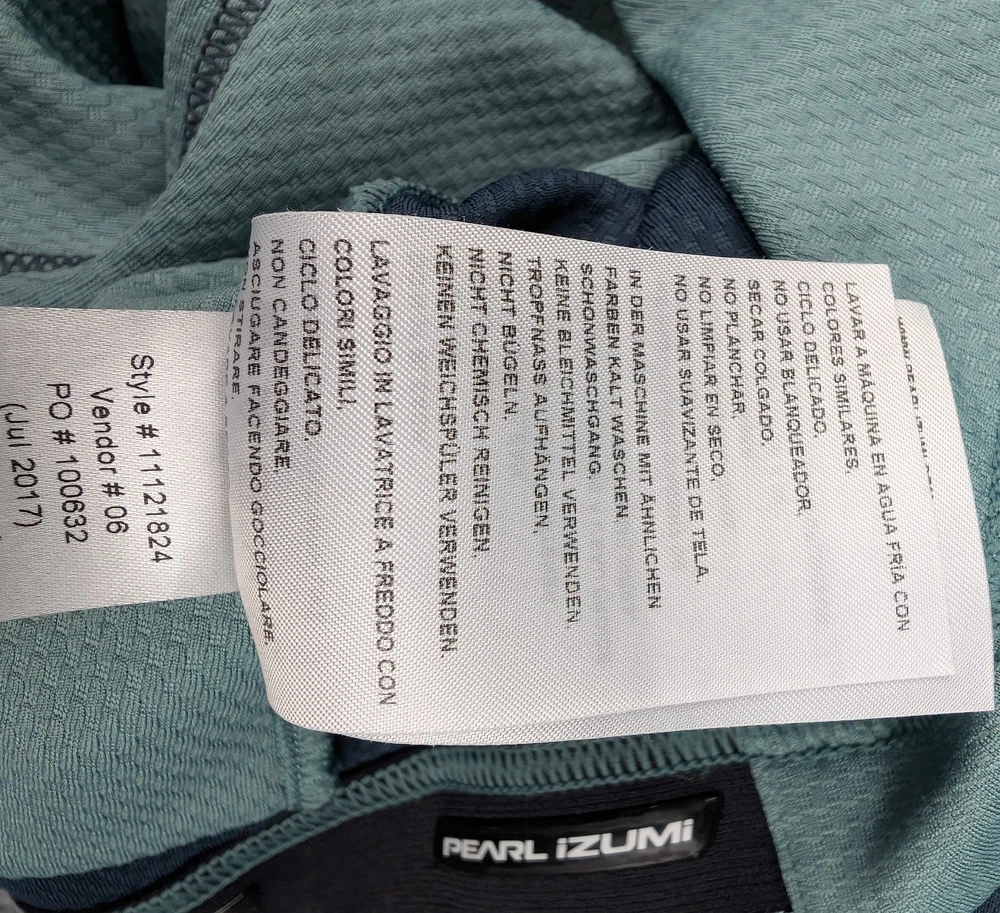 LAVAR A MÁQUINA EN AGUA FRÍA CON
COLORES SIMILARES.
CICLO DELICADO.
NO USAR BLANQUEADOR.
SECAR COLGADO.
NO PLANCHAR.
NO LIMPIAR EN SECO.
NO USAR SUAVIZANTE DE TELA.
IN DER MASCHINE MIT ÄHNLICHEN
FARBEN KALT WASCHEN
SCHONWASCHGANG.
KEINE BLEICHMITTEL VERWENDEN
TROPFNASS AUFHÄNGEN.
NICHT BÜGELN.
NICHT CHEMISCH REINIGEN.
KEINEN WEICHSPÜLER VERWENDEN.
LAVAGGIO IN LAVATRICE A FREDDO CON
COLORI SIMILI,
CICLO DELICATO.
NON CANDEGGIARE.
ASCIUGARE FACENDO GOCCIOLARE.
STIRARE.
Style # 11121824
Vendor # 06
PO # 100632
(Jul 2017)
PEARL iZUMi